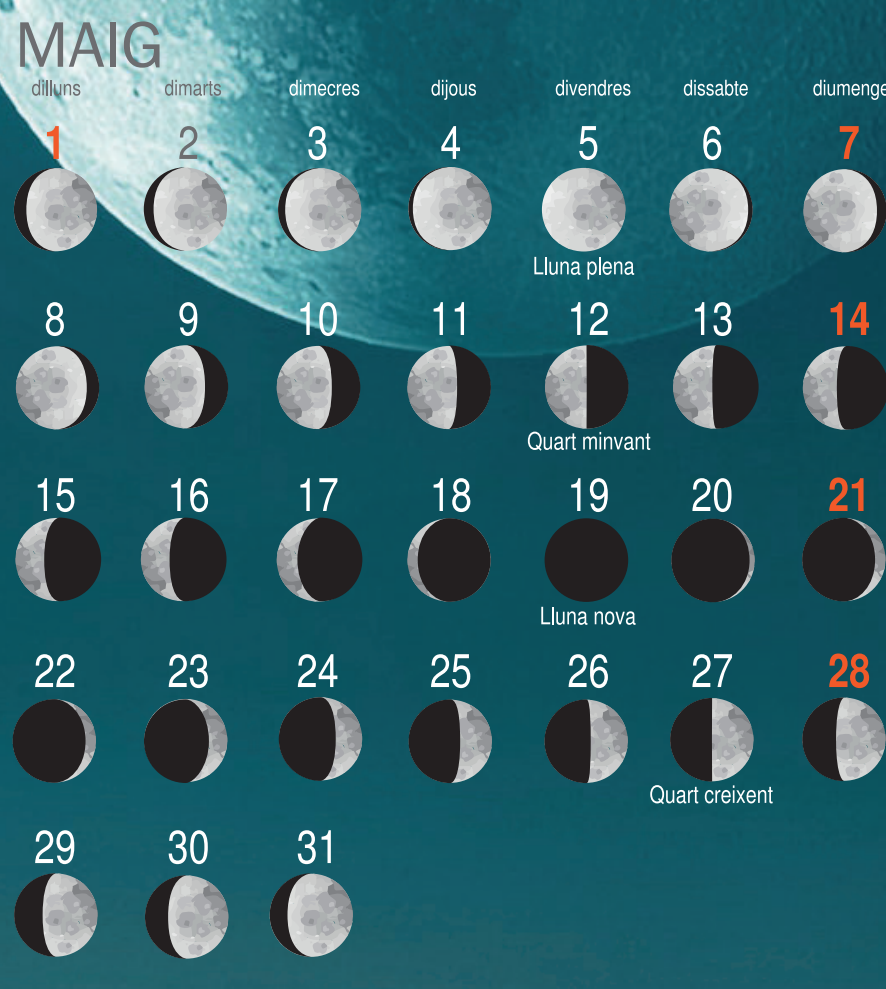 MAIG
dilluns dimarts dimecres dijous divendres dissabte diumenge
1 2 3 4 5 6 7
Lluna plena
8 9 10 11 12 13 14
Quart minvant
15 16 17 18 19 20 21
Lluna nova
22 23 24 25 26 27 28
Quart creixent
29 30 31